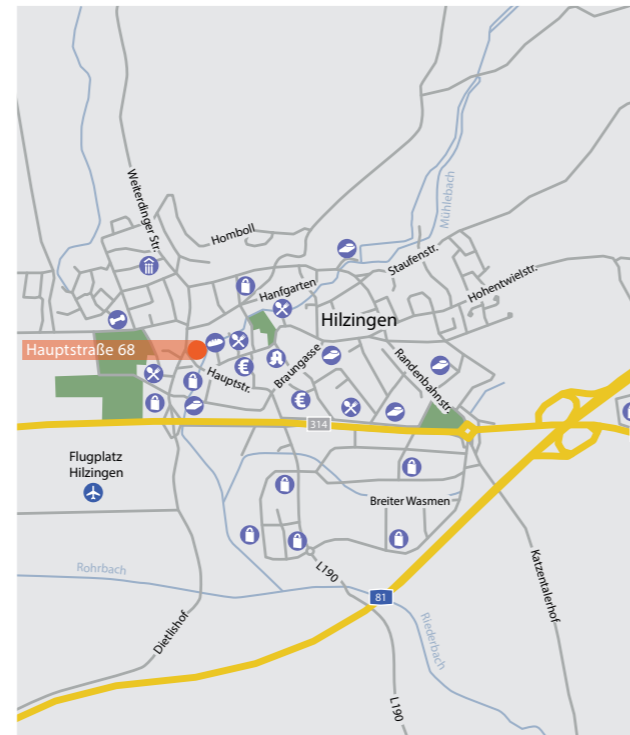 Weiterdinger Str.
Homboll
Mühlebach
Staufenstr.
Hanfgarten
Hohentwielstr.
Hilzingen
Hauptstraße 68
Braungasse
Randenbahnstr.
Hauptstr.
€
€
314
Flugplatz
Hilzingen
Breiter Wasmen
Rohrbach
L190
81
Katzentalerhof
Dietlishof
Riederbach
L190